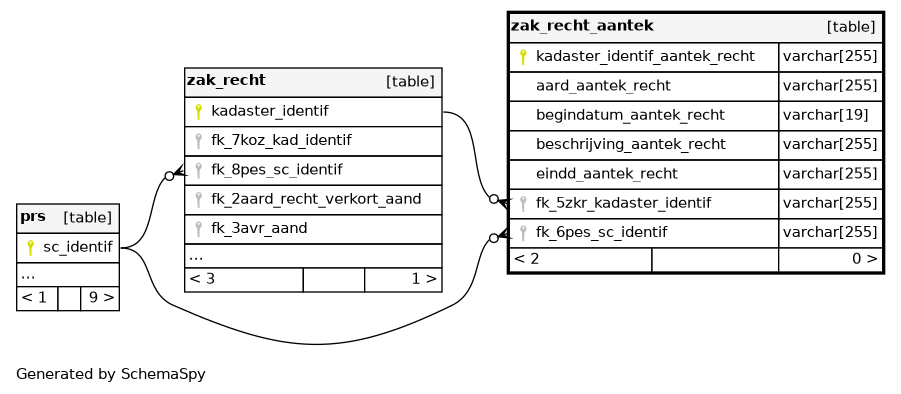 zak_recht_aantek [table]
kadaster_identif_aantek_recht varchar[255]
aard_aantek_recht varchar[255]
begindatum_aantek_recht varchar[19]
beschrijving_aantek_recht varchar[255]
eindd_aantek_recht varchar[255]
fk_5zkr_kadaster_identif varchar[255]
fk_6pes_sc_identif varchar[255]
< 2 0 >
zak_recht [table]
kadaster_identif
fk_7koz_kad_identif
fk_8pes_sc_identif
fk_2aard_recht_verkort_aand
fk_3avr_aand
...
< 3 1 >
prs [table]
sc_identif
...
< 1 9 >
Generated by SchemaSpy